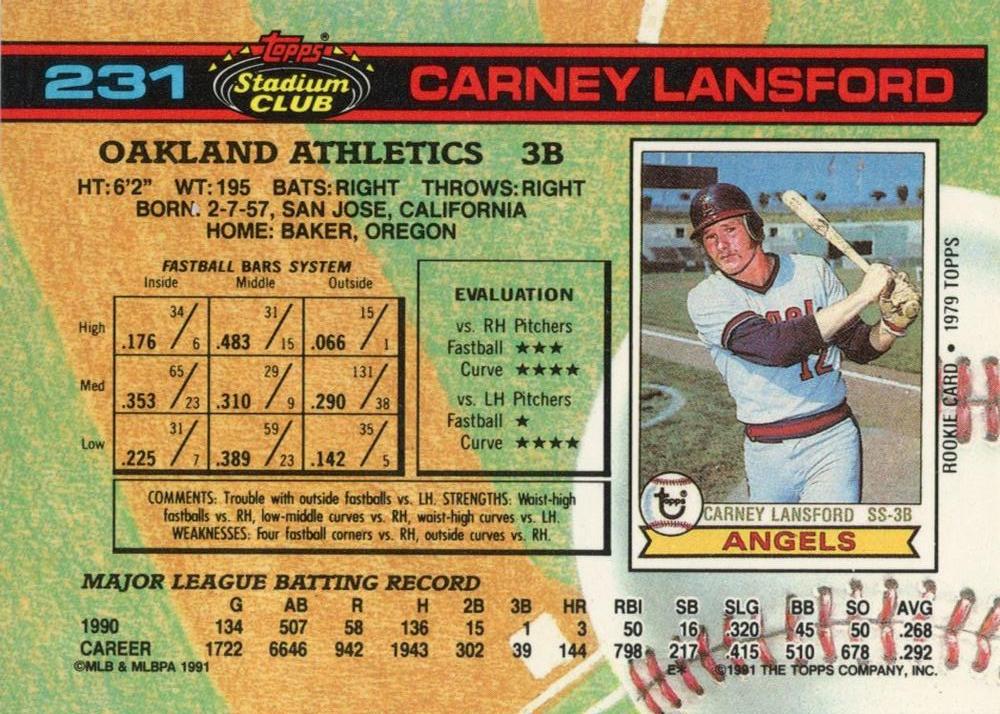 231
Topps®
Stadium
CLUB
CARNEY LANSFORD
OAKLAND ATHLETICS 3B
HT: 6'2" WT: 195 BATS: RIGHT THROWS: RIGHT
BORN. 2-7-57, SAN JOSE, CALIFORNIA
HOME: BAKER, OREGON
FASTBALL BARS SYSTEM
Inside Middle Outside
High .176 34/6 .483 31/15 .066 15/1
Med .353 65/23 .310 29/9 .290 131/38
Low .225 31/7 .389 59/23 .142 35/5
EVALUATION
vs. RH Pitchers
Fastball ★★★
Curve ★★★★
vs. LH Pitchers
Fastball ★
Curve ★★★★
COMMENTS: Trouble with outside fastballs vs. LH. STRENGTHS: Waist-high
fastballs vs. RH, low-middle curves vs. RH, waist-high curves vs. LH.
WEAKNESSES: Four fastball corners vs. RH, outside curves vs. RH.
12
Topps
CARNEY LANSFORD SS-3B
ANGELS
ROOKIE CARD • 1979 TOPPS
MAJOR LEAGUE BATTING RECORD
G AB R H 2B 3B HR RBI SB SLG BB SO AVG
1990 134 507 58 136 15 1 3 50 16 .320 45 50 .268
CAREER 1722 6646 942 1943 302 39 144 798 217 .415 510 678 .292
©MLB & MLBPA 1991
E* ©1991 THE TOPPS COMPANY, INC.